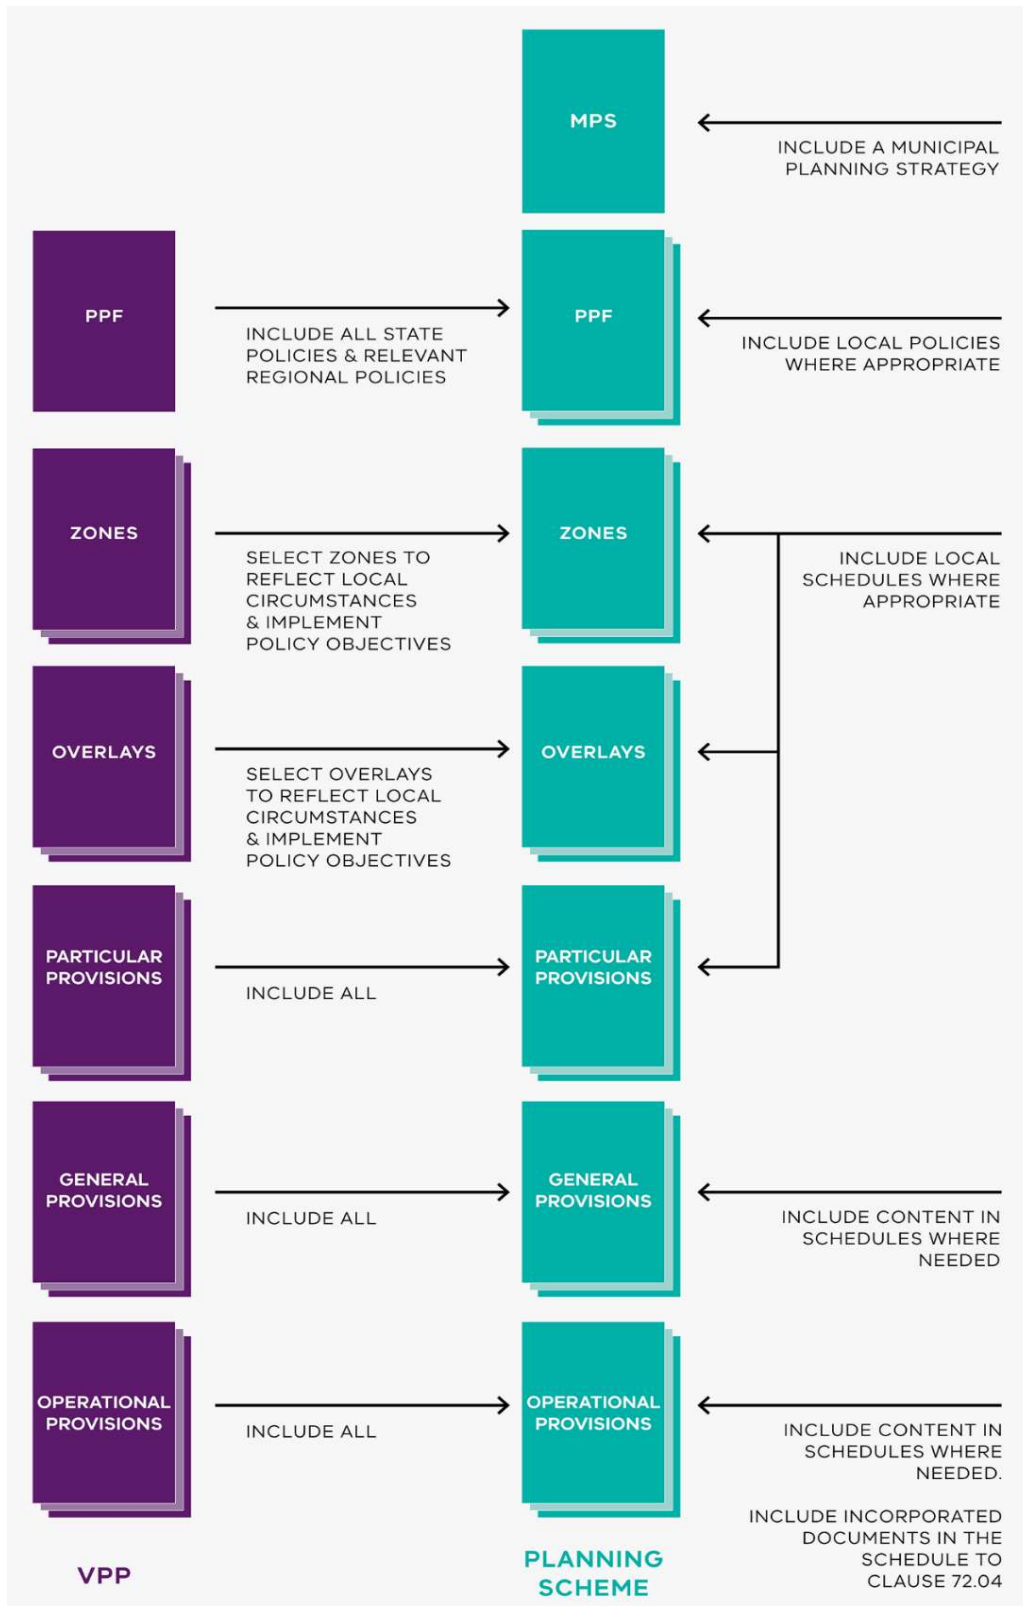 MPS
INCLUDE A MUNICIPAL
PLANNING STRATEGY
PPF
INCLUDE ALL STATE
POLICIES & RELEVANT
REGIONAL POLICIES
PPF
INCLUDE LOCAL POLICIES
WHERE APPROPRIATE
ZONES
SELECT ZONES TO
REFLECT LOCAL
CIRCUMSTANCES
& IMPLEMENT
POLICY OBJECTIVES
ZONES
INCLUDE LOCAL
SCHEDULES WHERE
APPROPRIATE
OVERLAYS
SELECT OVERLAYS
TO REFLECT LOCAL
CIRCUMSTANCES
& IMPLEMENT
POLICY OBJECTIVES
OVERLAYS
PARTICULAR
PROVISIONS
INCLUDE ALL
PARTICULAR
PROVISIONS
GENERAL
PROVISIONS
INCLUDE ALL
GENERAL
PROVISIONS
INCLUDE CONTENT IN
SCHEDULES WHERE
NEEDED
OPERATIONAL
PROVISIONS
INCLUDE ALL
OPERATIONAL
PROVISIONS
INCLUDE CONTENT IN
SCHEDULES WHERE
NEEDED.
INCLUDE INCORPORATED
DOCUMENTS IN THE
SCHEDULE TO
CLAUSE 72.04
VPP
PLANNING
SCHEME